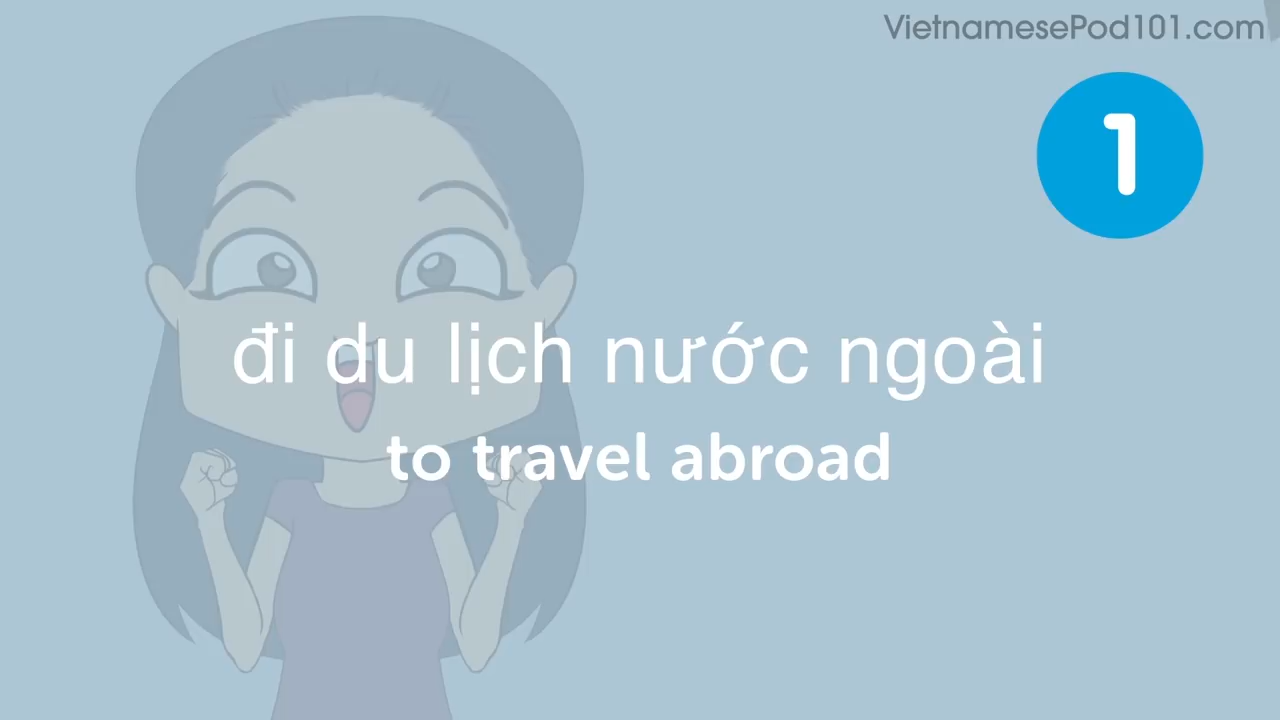 VietnamesePod101.com
1
đi du lịch nước ngoài
to travel abroad